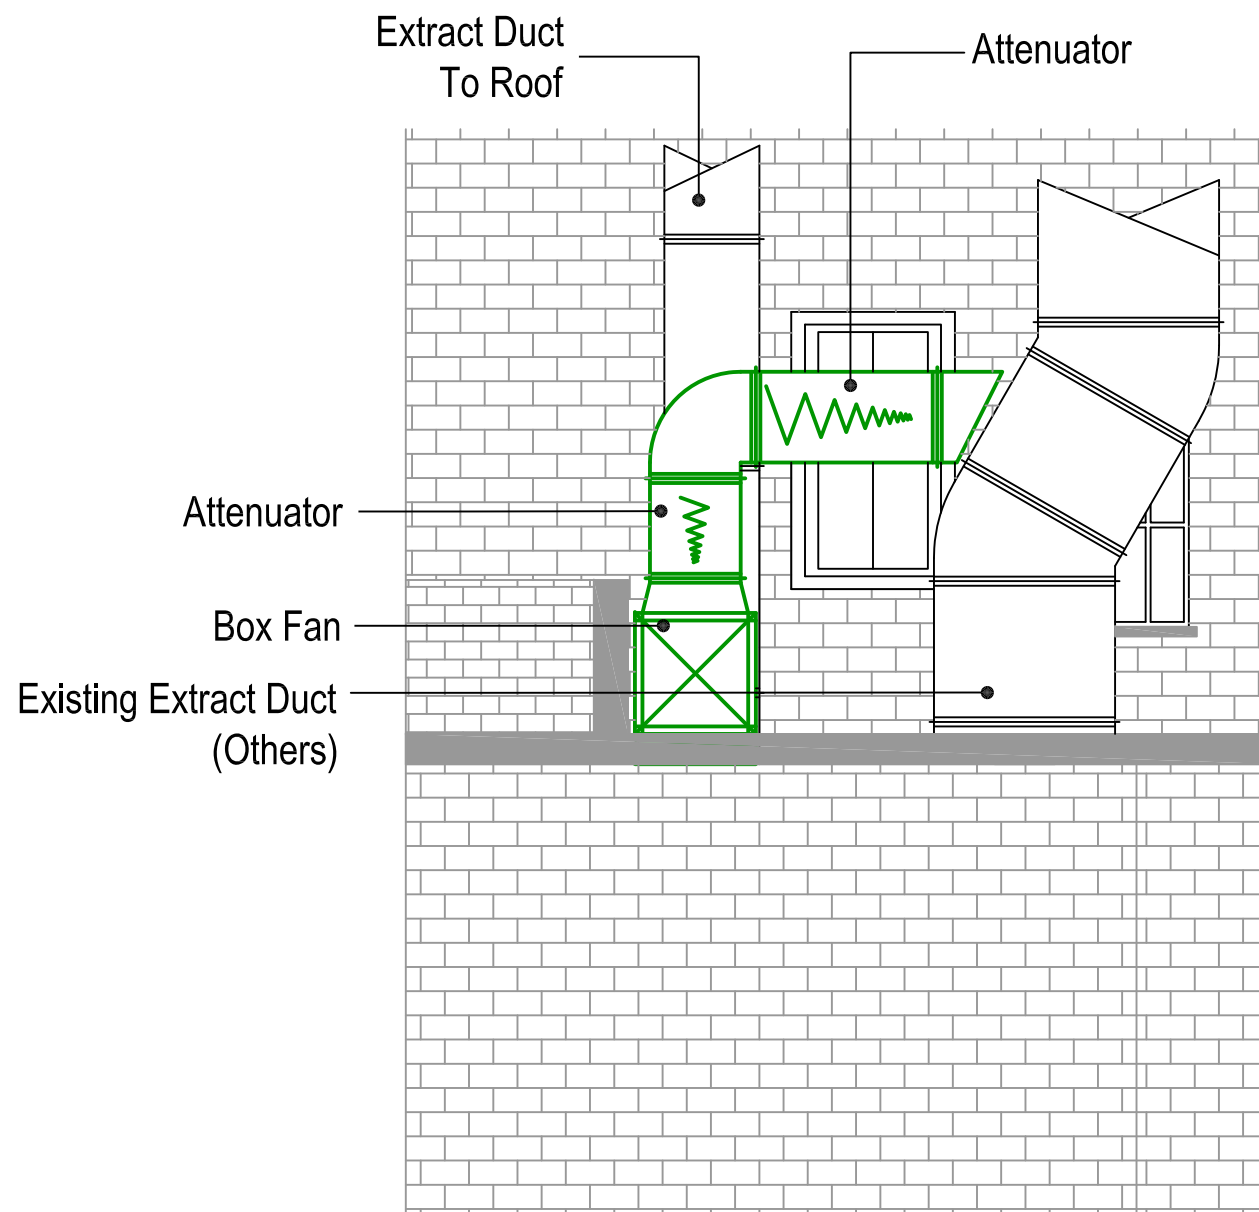 Extract Duct
To Roof
Attenuator
Attenuator
Box Fan
Existing Extract Duct
(Others)